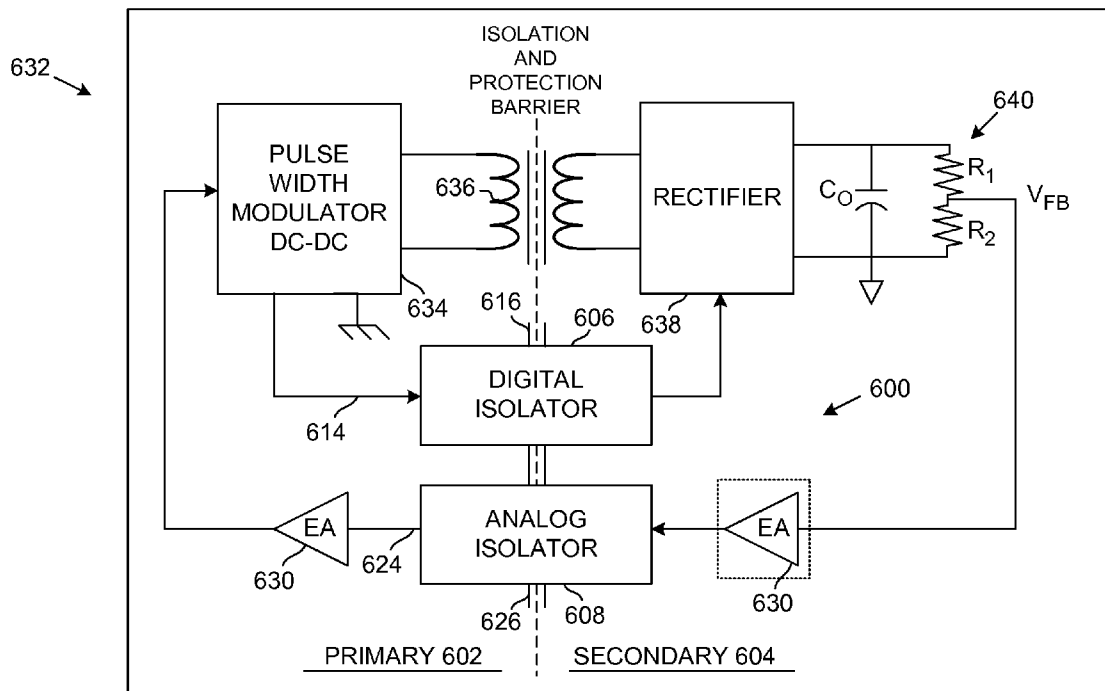 632
ISOLATION
AND
PROTECTION
BARRIER
640
PULSE
WIDTH
MODULATOR
DC-DC
636
RECTIFIER
C_O
R_1
V_FB
R_2
634
616
606
638
DIGITAL
ISOLATOR
614
600
EA
ANALOG
ISOLATOR
EA
630
624
626
608
630
PRIMARY 602
SECONDARY 604